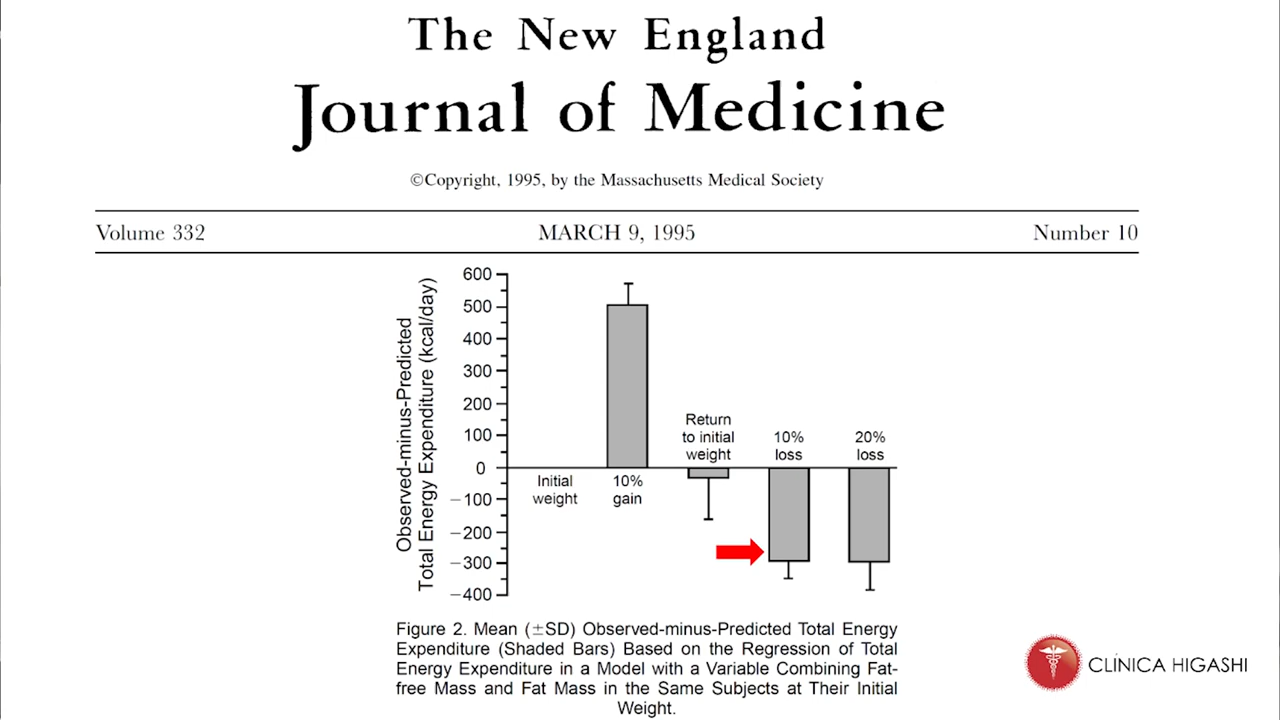 The New England
Journal of Medicine
©Copyright, 1995, by the Massachusetts Medical Society
Volume 332
MARCH 9, 1995
Number 10
Observed-minus-Predicted
Total Energy Expenditure (kcal/day)
600
500
400
300
200
100
0
−100
−200
−300
−400
Initial
weight
10%
gain
Return
to initial
weight
10%
loss
20%
loss
Figure 2. Mean (±SD) Observed-minus-Predicted Total Energy
Expenditure (Shaded Bars) Based on the Regression of Total
Energy Expenditure in a Model with a Variable Combining Fat-
free Mass and Fat Mass in the Same Subjects at Their Initial
Weight.
CLÍNICA HIGASHI